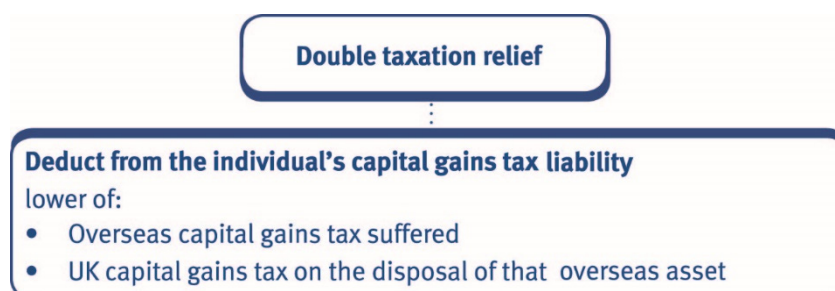 Double taxation relief
Deduct from the individual's capital gains tax liability
lower of:
• Overseas capital gains tax suffered
• UK capital gains tax on the disposal of that overseas asset